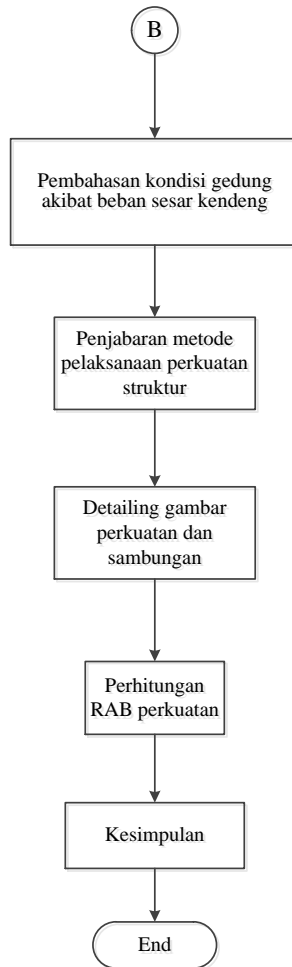 B
Pembahasan kondisi gedung
akibat beban sesar kendeng
Penjabaran metode
pelaksanaan perkuatan
struktur
Detailing gambar
perkuatan dan
sambungan
Perhitungan
RAB perkuatan
Kesimpulan
End